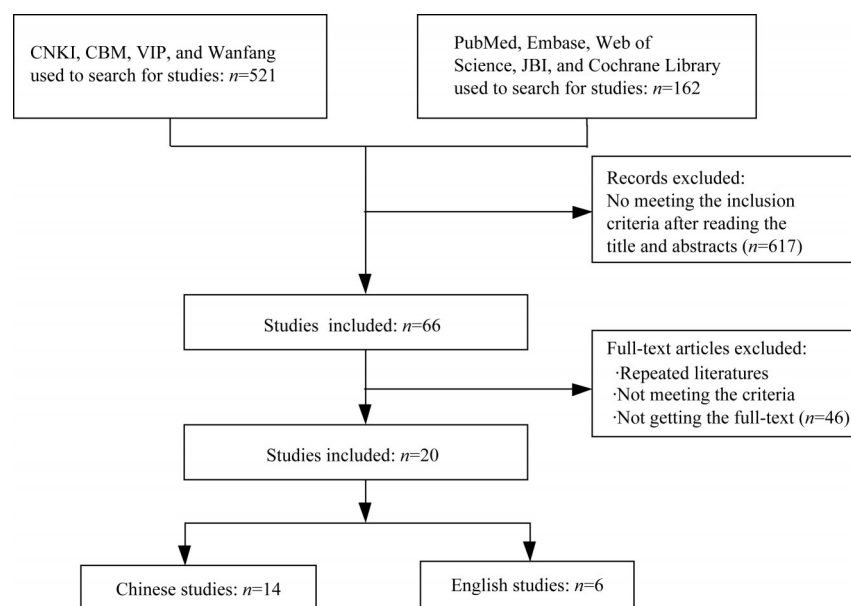 CNKI, CBM, VIP, and Wanfang
used to search for studies: n=521
PubMed, Embase, Web of
Science, JBI, and Cochrane Library
used to search for studies: n=162
Records excluded:
No meeting the inclusion
criteria after reading the
title and abstracts (n=617)
Studies included: n=66
Full-text articles excluded:
·Repeated literatures
·Not meeting the criteria
·Not getting the full-text (n=46)
Studies included: n=20
Chinese studies: n=14
English studies: n=6